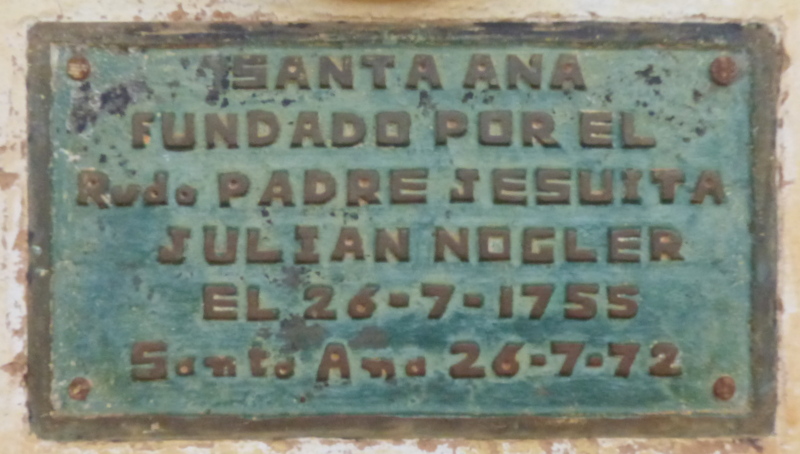 SANTA ANA
FUNDADO POR EL
Rvdo PADRE JESUITA
JULIAN NOGLER
EL 26-7-1755
Santa Ana 26-7-72